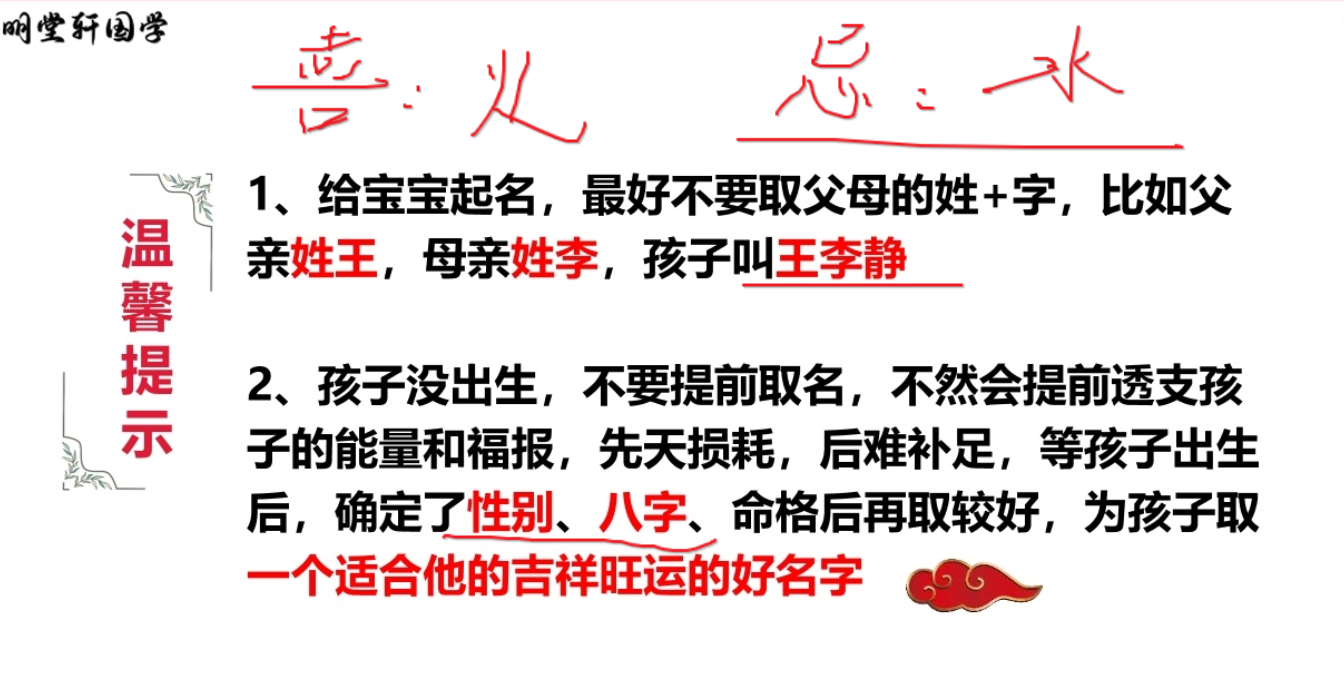 明堂轩国学
喜：火 忌：水
温馨提示
1、给宝宝起名，最好不要取父母的姓+字，比如父
亲姓王，母亲姓李，孩子叫王李静
2、孩子没出生，不要提前取名，不然会提前透支孩
子的能量和福报，先天损耗，后难补足，等孩子出生
后，确定了性别、八字、命格后再取较好，为孩子取
一个适合他的吉祥旺运的好名字